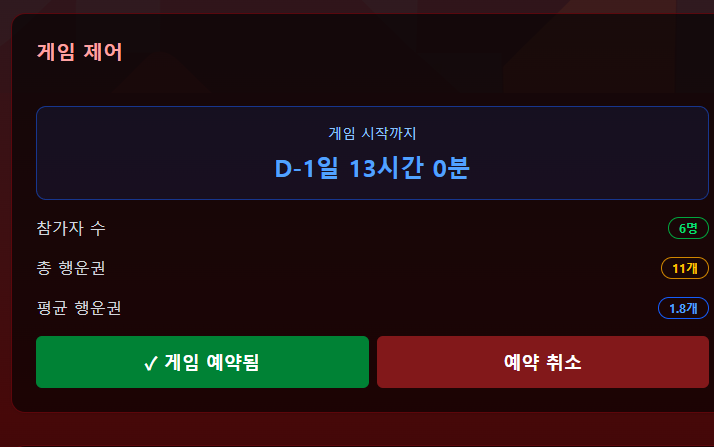 게임 제어
게임 시작까지
D-1일 13시간 0분
참가자 수 6명
총 행운권 11개
평균 행운권 1.8개
✓ 게임 예약됨 예약 취소